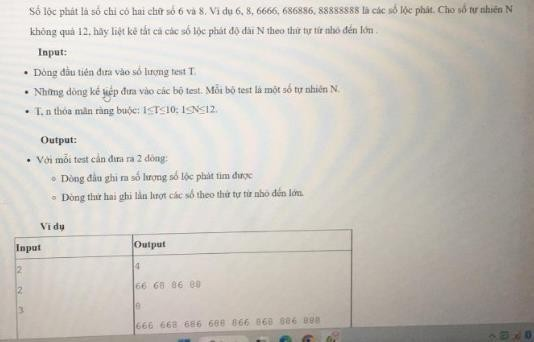 Số lộc phát là số chỉ có hai chữ số 6 và 8. Ví dụ 6, 8, 6666, 686886, 88888888 là các số lộc phát. Cho số tự nhiên N
không quá 12, hãy liệt kê tất cả các số lộc phát độ dài N theo thứ tự từ nhỏ đến lớn .
Input:
• Dòng đầu tiên đưa vào số lượng test T.
• Những dòng kế tiếp đưa vào các bộ test. Mỗi bộ test là một số tự nhiên N.
• T, n thỏa mãn ràng buộc: 1≤T≤10; 1≤N≤12.
Output:
• Với mỗi test cần đưa ra 2 dòng:
o Dòng đầu ghi ra số lượng số lộc phát tìm được
o Dòng thứ hai ghi lần lượt các số theo thứ tự từ nhỏ đến lớn.
Ví dụ
Input Output
2 4
2 66 68 86 88
3 8
666 668 686 688 866 868 886 888